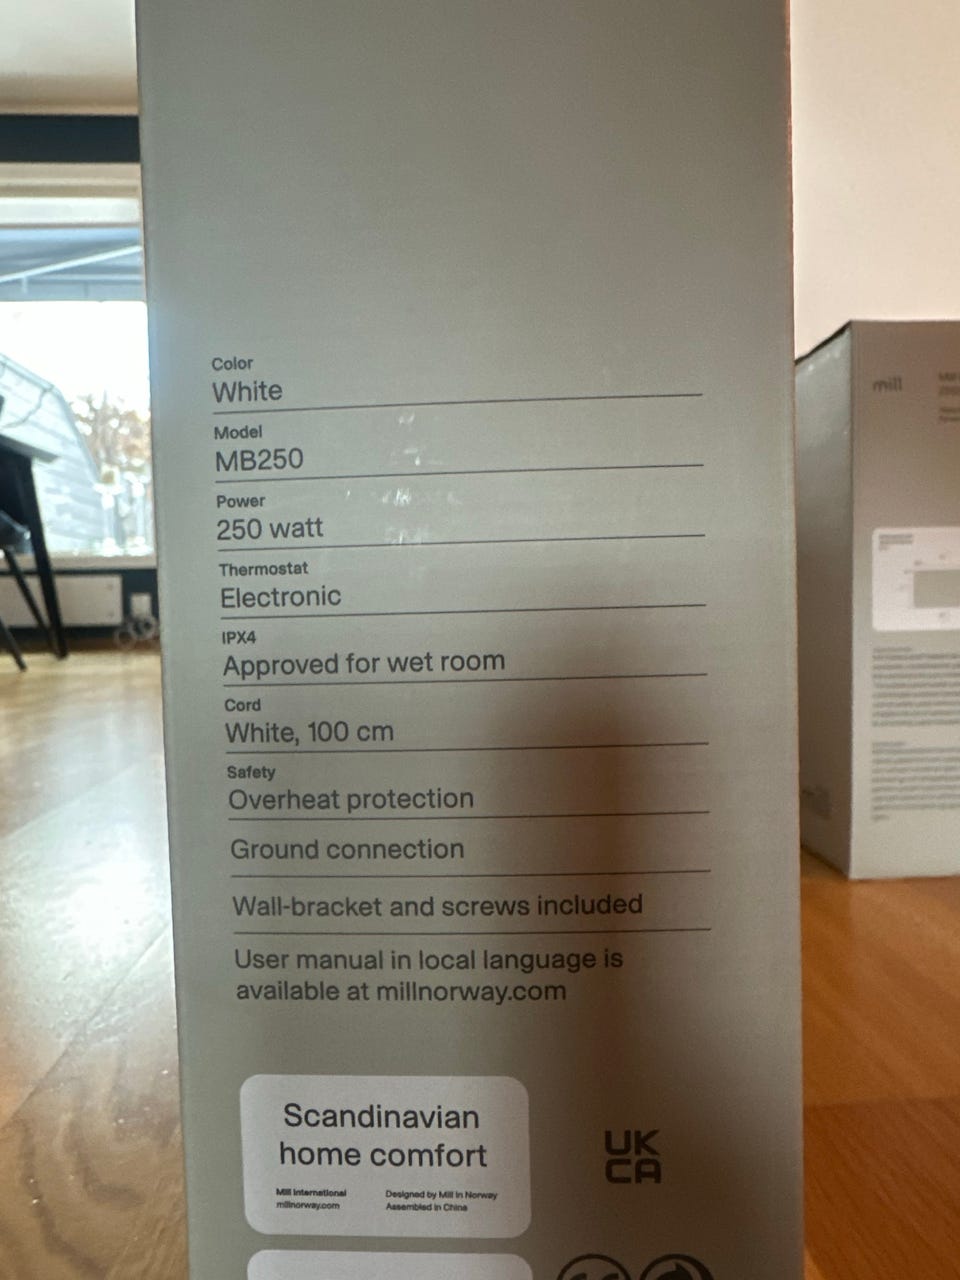 Color
White
Model
MB250
Power
250 watt
Thermostat
Electronic
IPX4
Approved for wet room
Cord
White, 100 cm
Safety
Overheat protection
Ground connection
Wall-bracket and screws included
User manual in local language is
available at millnorway.com
Scandinavian
home comfort
Mill International
millnorway.com
Designed by Mill in Norway
Assembled in China
UK
CA
mill